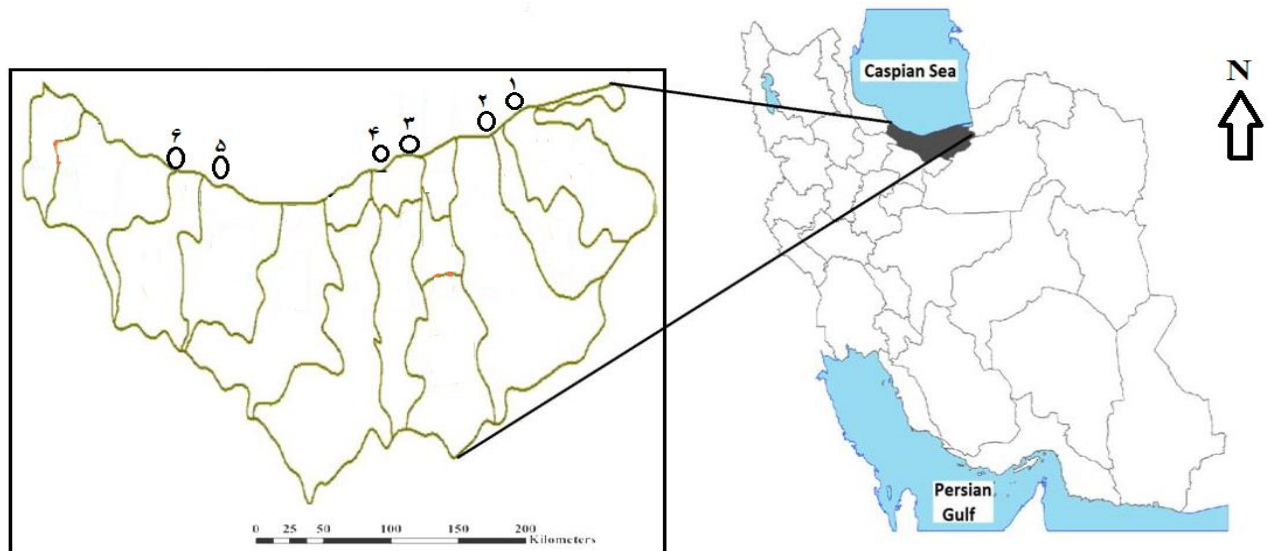 ۱
۲
۳
۴
۵
۶
0 25 50 100 150 200
Kilometers
Caspian Sea
N
Persian
Gulf